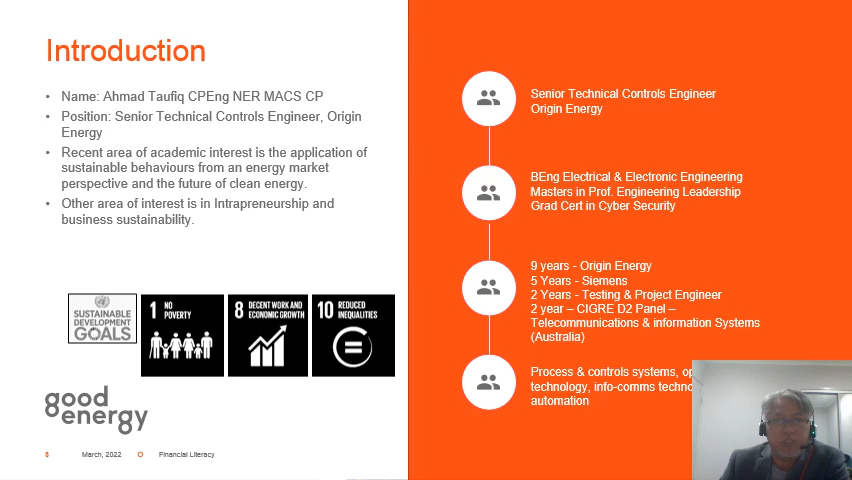 Introduction
• Name: Ahmad Taufiq CPEng NER MACS CP
• Position: Senior Technical Controls Engineer, Origin
Energy
• Recent area of academic interest is the application of
sustainable behaviours from an energy market
perspective and the future of clean energy.
• Other area of interest is in Intrapreneurship and
business sustainability.
SUSTAINABLE
DEVELOPMENT
GOALS
1 NO
POVERTY
8 DECENT WORK AND
ECONOMIC GROWTH
10 REDUCED
INEQUALITIES
good
energy
8 March, 2022 Financial Literacy
Senior Technical Controls Engineer
Origin Energy
BEng Electrical & Electronic Engineering
Masters in Prof. Engineering Leadership
Grad Cert in Cyber Security
9 years - Origin Energy
5 Years - Siemens
2 Years - Testing & Project Engineer
2 year – CIGRE D2 Panel –
Telecommunications & information Systems
(Australia)
Process & controls systems,
technology, info-comms
automation